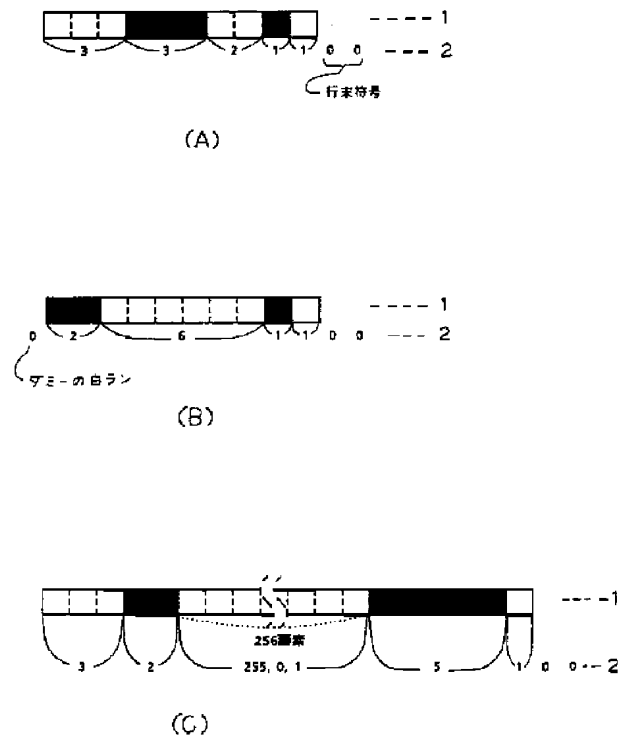 ---- 1
3 3 2 1 1 0 0 ---- 2
行末符号
(A)
---- 1
0 2 6 1 1 0 0 ---- 2
ダミーの白ラン
(B)
---- 1
256画素
3 2 255, 0, 1 5 1 0 0 -- 2
(C)